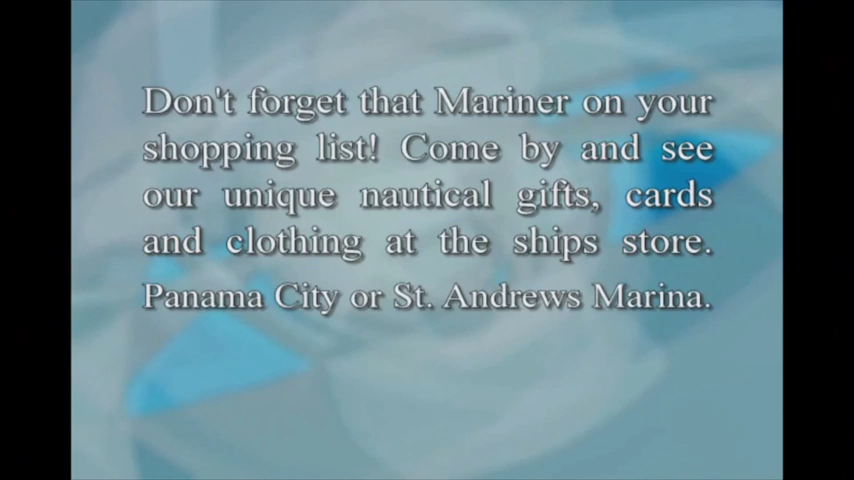 Don't forget that Mariner on your
shopping list! Come by and see
our unique nautical gifts, cards
and clothing at the ships store.
Panama City or St. Andrews Marina.